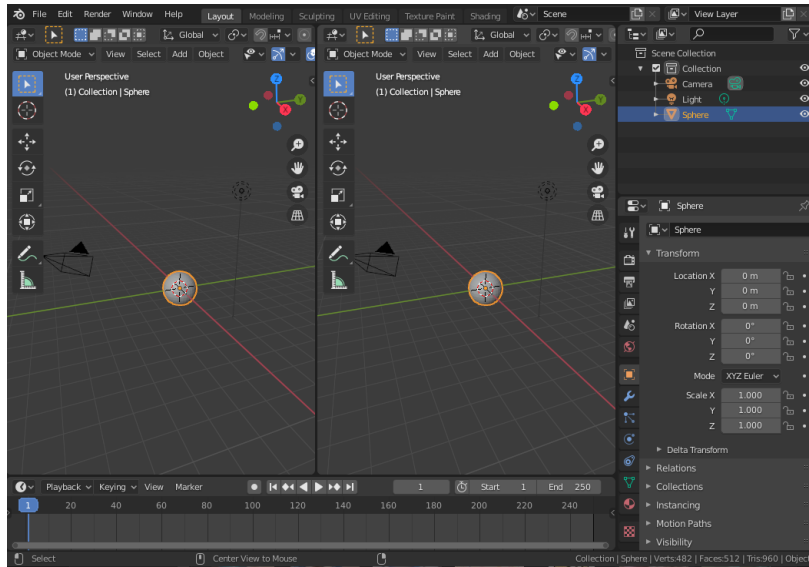 File Edit Render Window Help Layout Modeling Sculpting UV Editing Texture Paint Shading Scene View Layer
Global Global
Object Mode View Select Add Object Object Mode View Select Add Object
User Perspective
(1) Collection | Sphere
Z
Y
X
User Perspective
(1) Collection | Sphere
Z
Y
X
Scene Collection
Collection
Camera
Light
Sphere
Sphere
Sphere
Transform
Location X 0 m
Y 0 m
Z 0 m
Rotation X 0°
Y 0°
Z 0°
Mode XYZ Euler
Scale X 1.000
Y 1.000
Z 1.000
Delta Transform
Relations
Collections
Instancing
Motion Paths
Visibility
Playback Keying View Marker 1 Start 1 End 250
1 20 40 60 80 100 120 140 160 180 200 220 240
Select Center View to Mouse Collection | Sphere | Verts:482 | Faces:512 | Tris:960 | Object